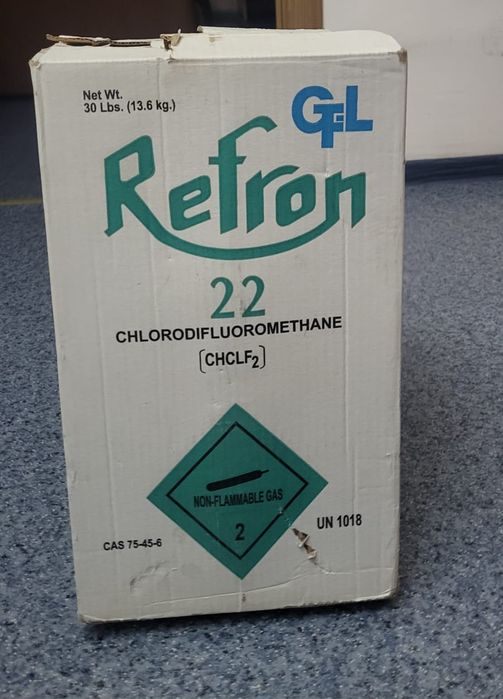 Net Wt.
30 Lbs. (13.6 kg.)
GFL
Refron
22
CHLORODIFLUOROMETHANE
(CHCLF₂)
NON-FLAMMABLE GAS
2
UN 1018
CAS 75-45-6